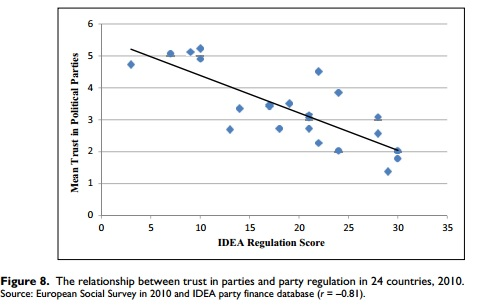 6
5
4
3
2
1
0
Mean Trust in Political Parties
0 5 10 15 20 25 30 35
IDEA Regulation Score
Figure 8. The relationship between trust in parties and party regulation in 24 countries, 2010.
Source: European Social Survey in 2010 and IDEA party finance database (r = –0.81).